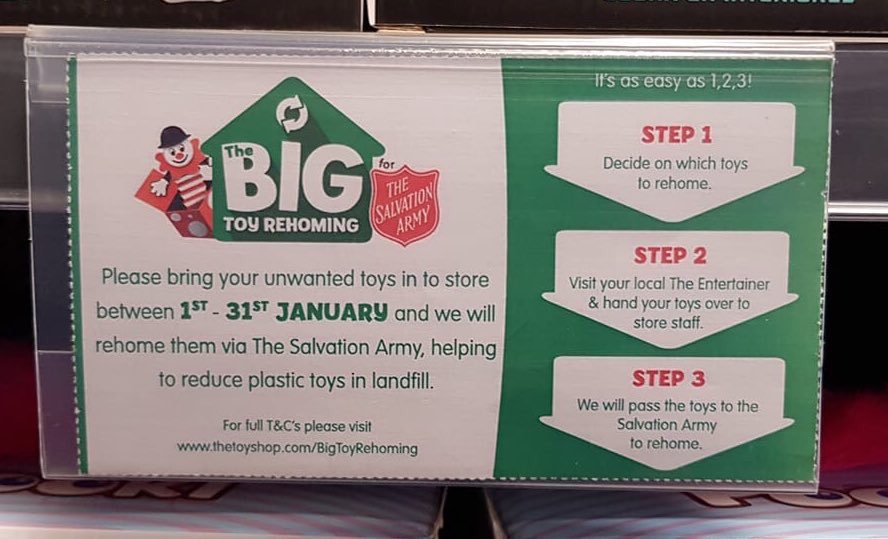 The
BIG
TOY REHOMING
for
THE
SALVATION
ARMY
Please bring your unwanted toys in to store
between 1ST - 31ST JANUARY and we will
rehome them via The Salvation Army, helping
to reduce plastic toys in landfill.
For full T&C's please visit
www.thetoyshop.com/BigToyRehoming
It's as easy as 1,2,3!
STEP 1
Decide on which toys
to rehome.
STEP 2
Visit your local The Entertainer
& hand your toys over to
store staff.
STEP 3
We will pass the toys to the
Salvation Army
to rehome.